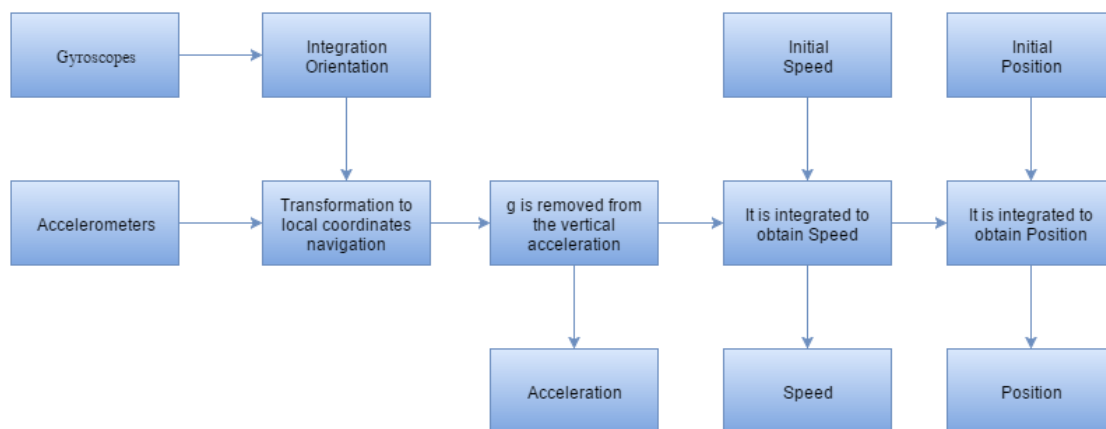 Gyroscopes
Integration
Orientation
Initial
Speed
Initial
Position
Accelerometers
Transformation to
local coordinates
navigation
g is removed from
the vertical
acceleration
It is integrated to
obtain Speed
It is integrated to
obtain Position
Acceleration
Speed
Position